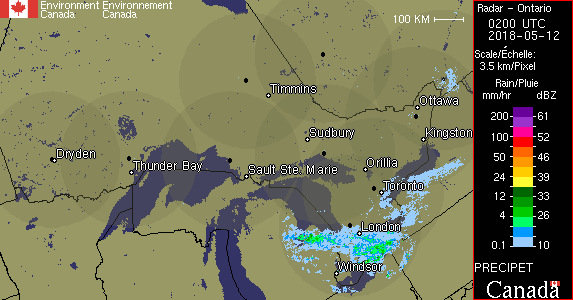 Environment Environnement
Canada Canada
100 KM
Timmins
Ottawa
Sudbury
Kingston
Dryden
Thunder Bay
Sault Ste. Marie
Orillia
Toronto
London
Windsor
Radar - Ontario
0200 UTC
2018-05-12
Scale/Échelle:
3.5 km/Pixel
Rain/Pluie
mm/hr dBZ
200 61
100 52
50 46
24 39
12 33
4 26
0.1 10
PRECIPET
Canada